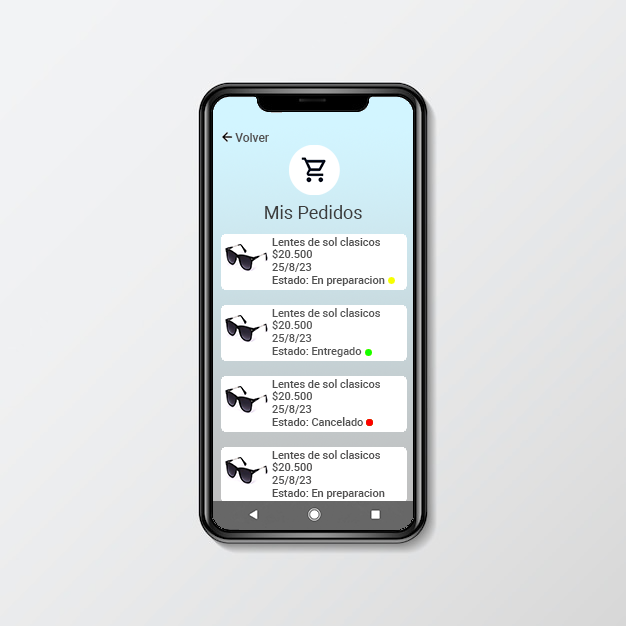 Volver
Mis Pedidos
Lentes de sol clasicos
$20.500
25/8/23
Estado: En preparacion
Lentes de sol clasicos
$20.500
25/8/23
Estado: Entregado
Lentes de sol clasicos
$20.500
25/8/23
Estado: Cancelado
Lentes de sol clasicos
$20.500
25/8/23
Estado: En preparacion